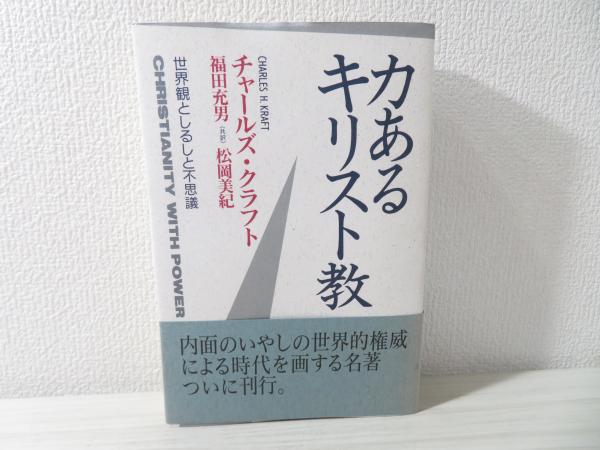 力ある
キリスト教
CHARLES H. KRAFT
チャールズ・クラフト
福田充男（共訳）松岡美紀
世界観としるしと不思議
CHRISTIANITY WITH POWER
内面のいやしの世界的権威
による時代を画する名著
ついに刊行。